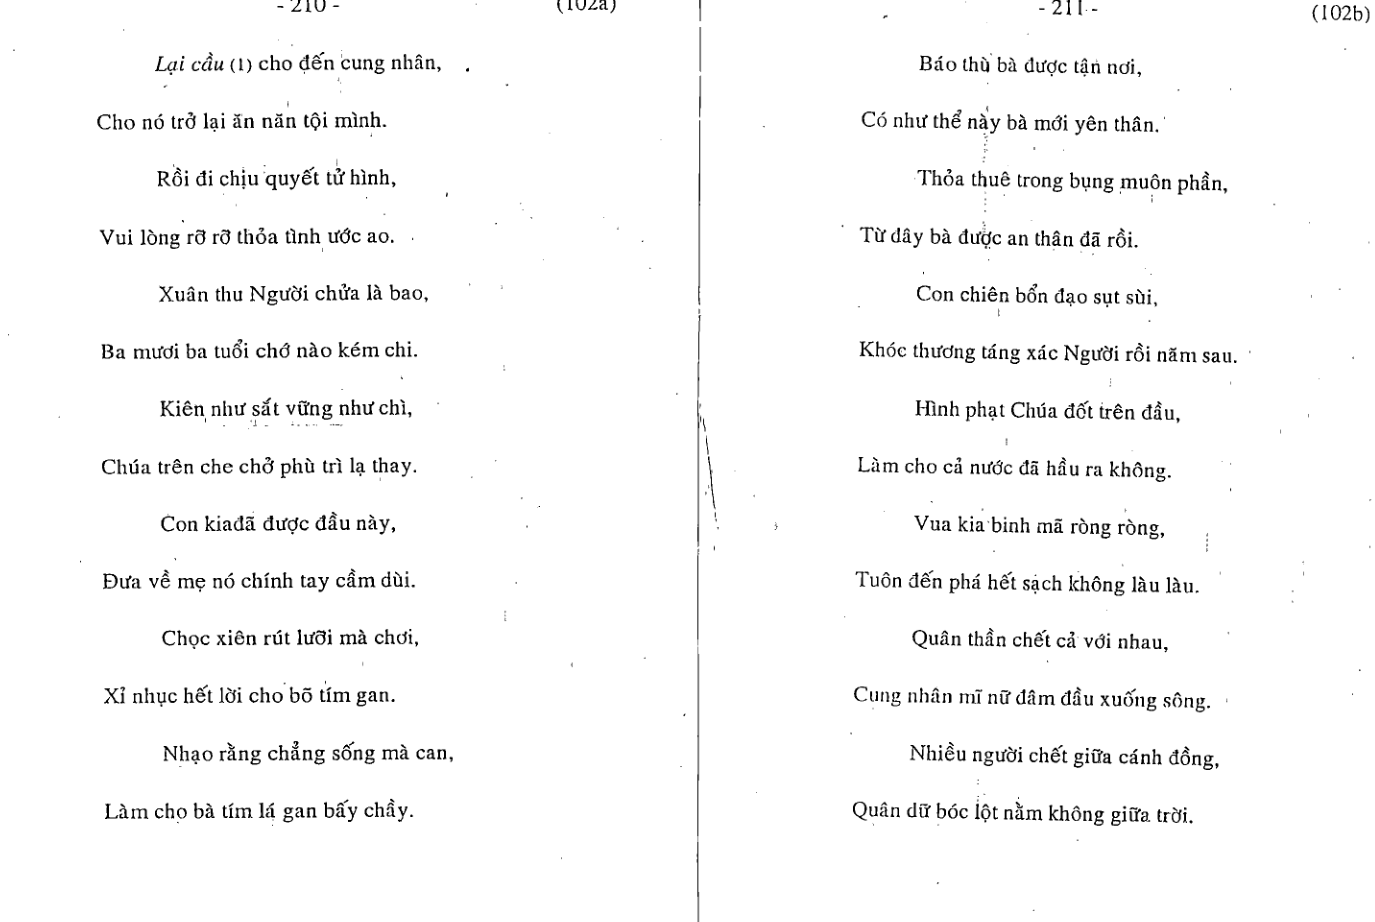 - 210 -
(102a)
Lại cầu (1) cho đến cung nhân,
Cho nó trở lại ăn năn tội mình.
Rồi đi chịu quyết tử hình,
Vui lòng rỡ rỡ thỏa tình ước ao.
Xuân thu Người chửa là bao,
Ba mươi ba tuổi chớ nào kém chi.
Kiên như sắt vững như chì,
Chúa trên che chở phù trì lạ thay.
Con kiađã được đầu này,
Đưa về mẹ nó chính tay cầm dùi.
Chọc xiên rút lưỡi mà chơi,
Xỉ nhục hết lời cho bõ tím gan.
Nhạo rằng chẳng sống mà can,
Làm cho bà tím lá gan bấy chầy.
- 211 -
(102b)
Báo thù bà được tận nơi,
Có như thể này bà mới yên thân.
Thỏa thuê trong bụng muôn phần,
Từ dây bà được an thân đã rồi.
Con chiên bổn đạo sụt sùi,
Khóc thương táng xác Người rồi năm sau.
Hình phạt Chúa đốt trên đầu,
Làm cho cả nước đã hầu ra không.
Vua kia binh mã ròng ròng,
Tuôn đến phá hết sạch không làu làu.
Quân thần chết cả với nhau,
Cung nhân mĩ nữ đâm đầu xuống sông.
Nhiều người chết giữa cánh đồng,
Quân dữ bóc lột nằm không giữa trời.